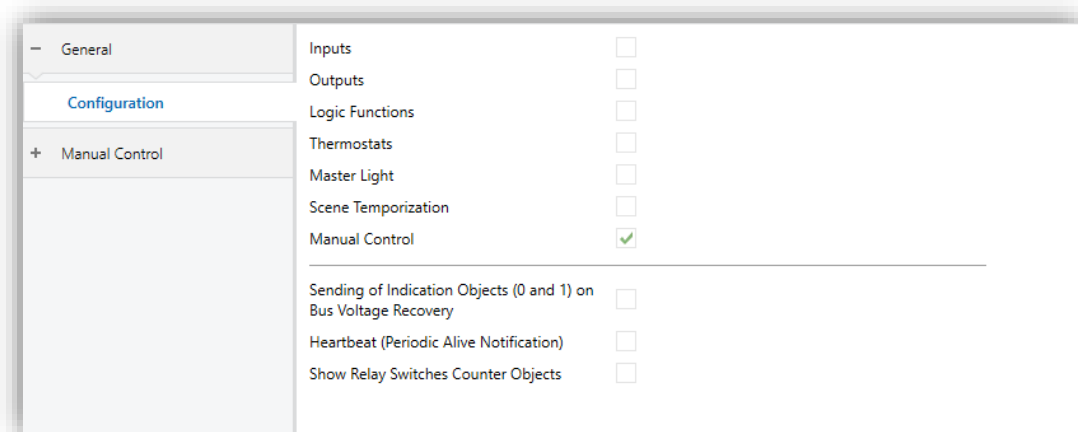 General
Configuration
Manual Control
Inputs
Outputs
Logic Functions
Thermostats
Master Light
Scene Temporization
Manual Control
Sending of Indication Objects (0 and 1) on
Bus Voltage Recovery
Heartbeat (Periodic Alive Notification)
Show Relay Switches Counter Objects